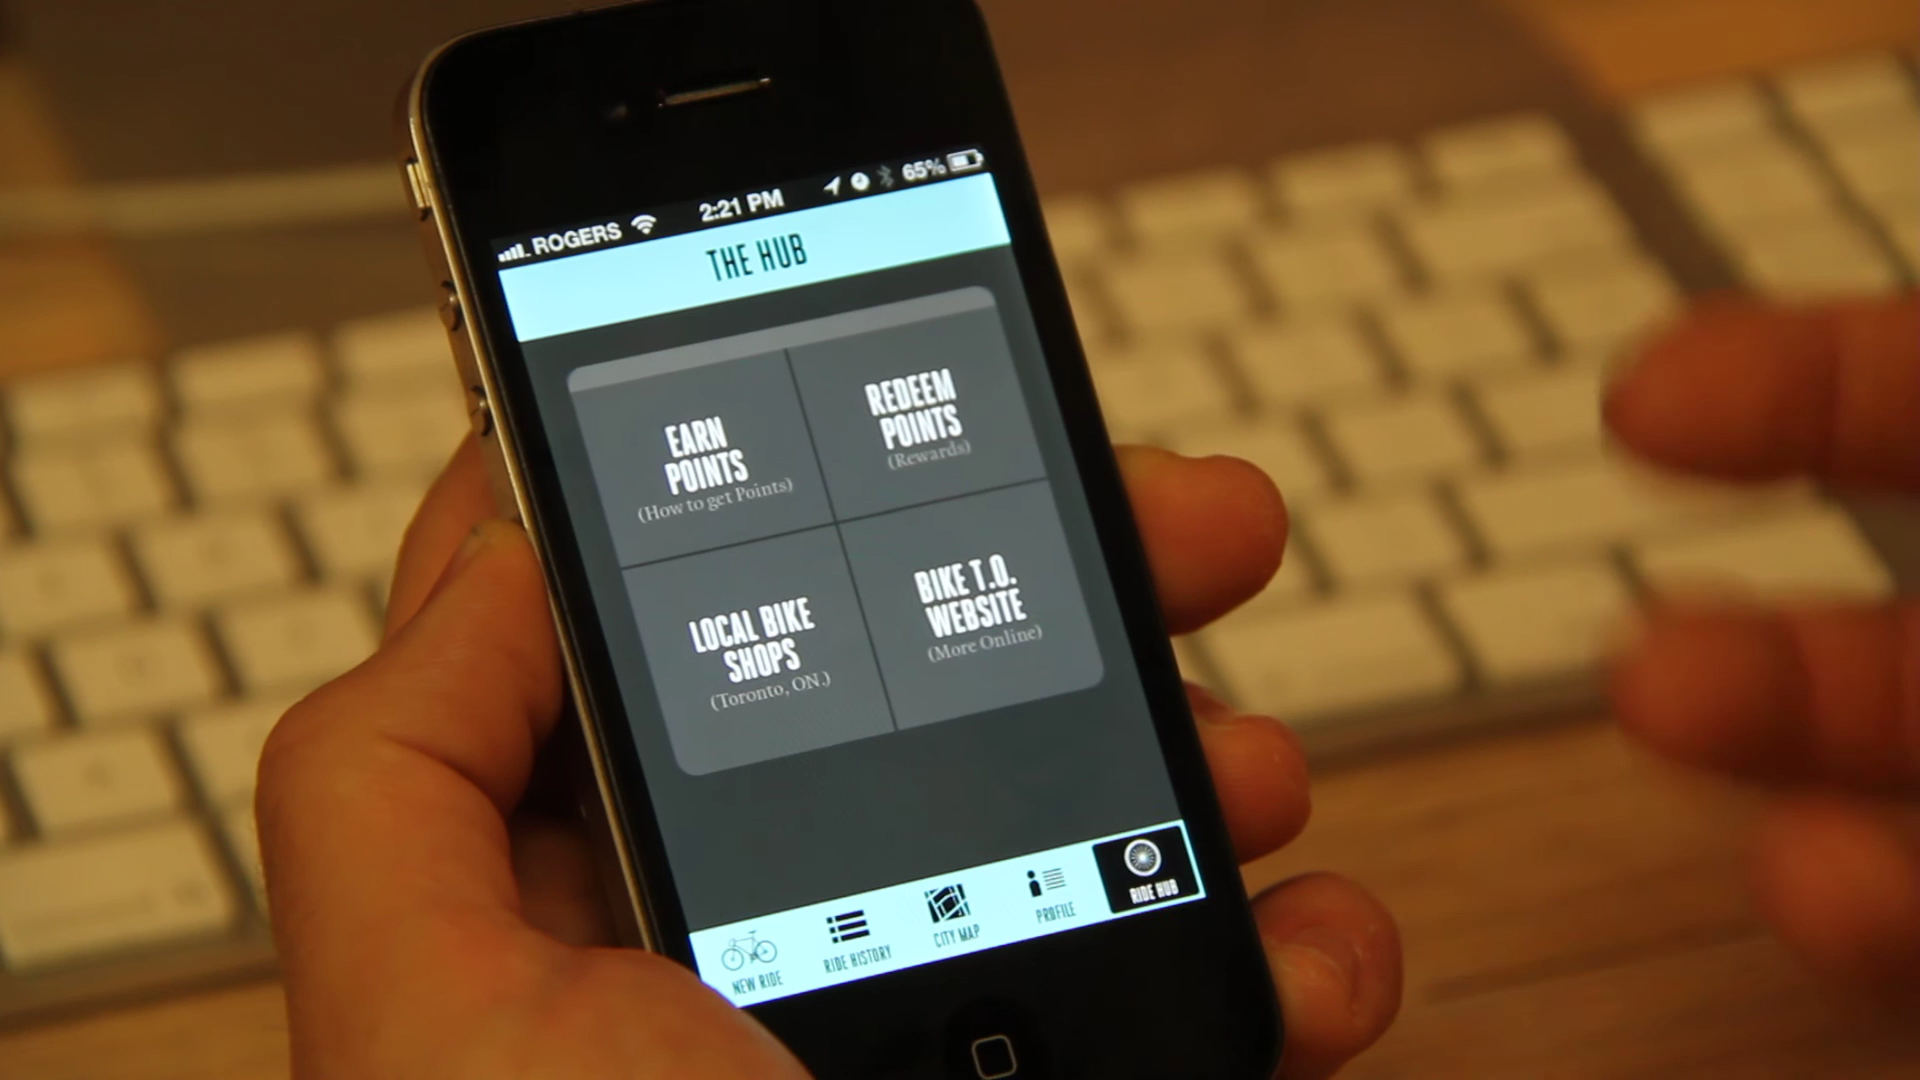 ROGERS 2:21 PM 65%
THE HUB
EARN
POINTS
(How to get Points)
REDEEM
POINTS
(Rewards)
LOCAL BIKE
SHOPS
(Toronto, ON.)
BIKE T.O.
WEBSITE
(More Online)
NEW RIDE
RIDE HISTORY
CITY MAP
PROFILE
RIDE HUB